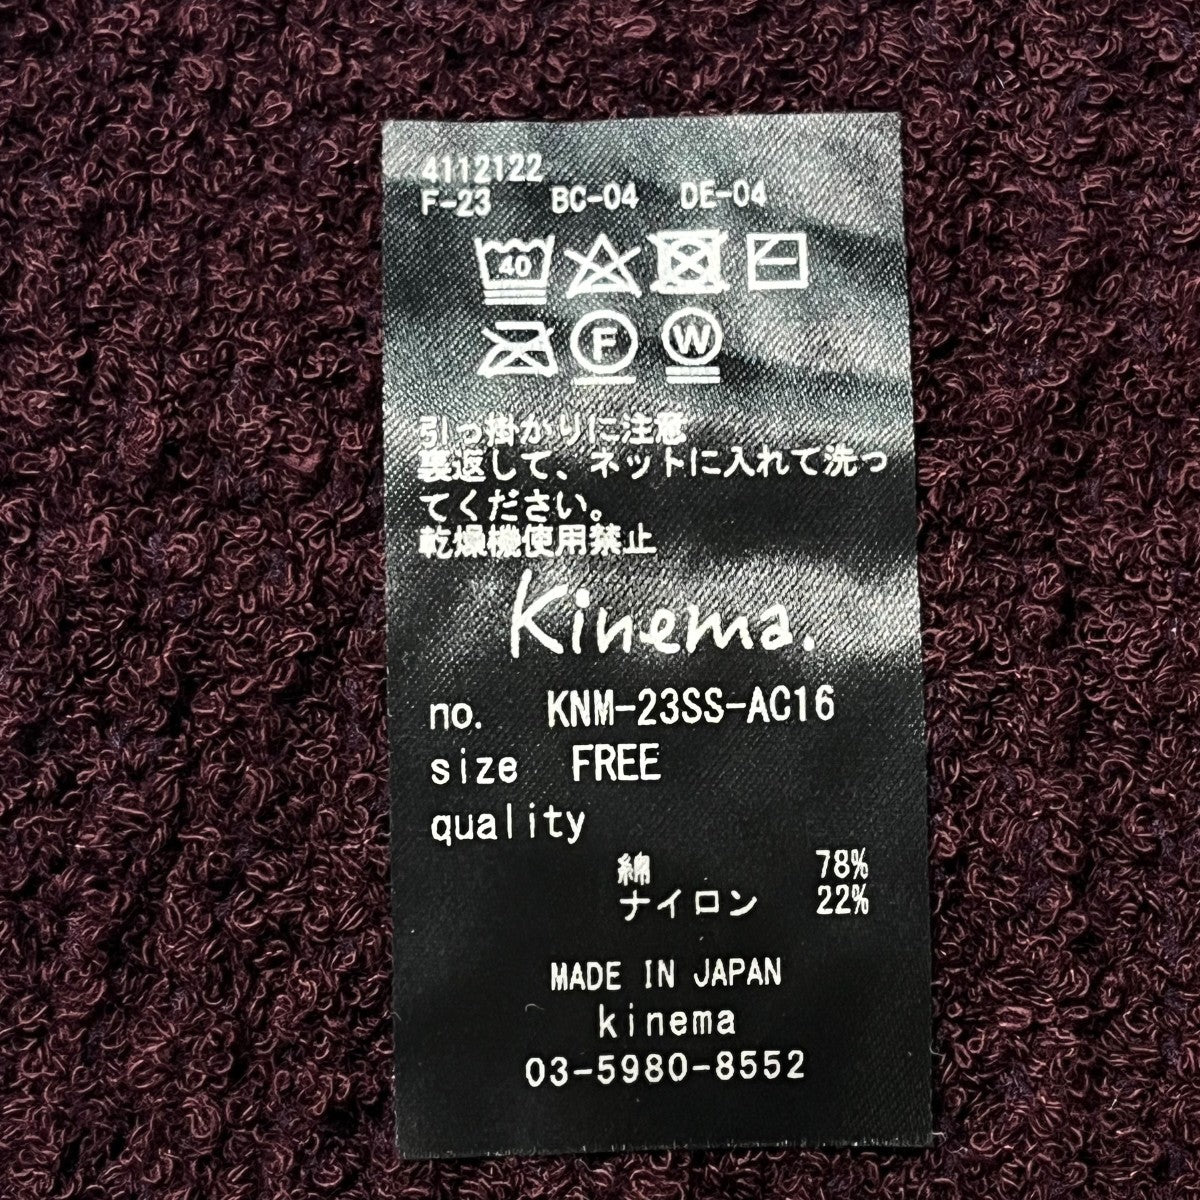 4112122
F-23 BC-04 DE-04
40
F W
引っ掛かりに注意
裏返して、ネットに入れて洗っ
てください。
乾燥機使用禁止
Kinema.
no. KNM-23SS-AC16
size FREE
quality
綿 78%
ナイロン 22%
MADE IN JAPAN
kinema
03-5980-8552